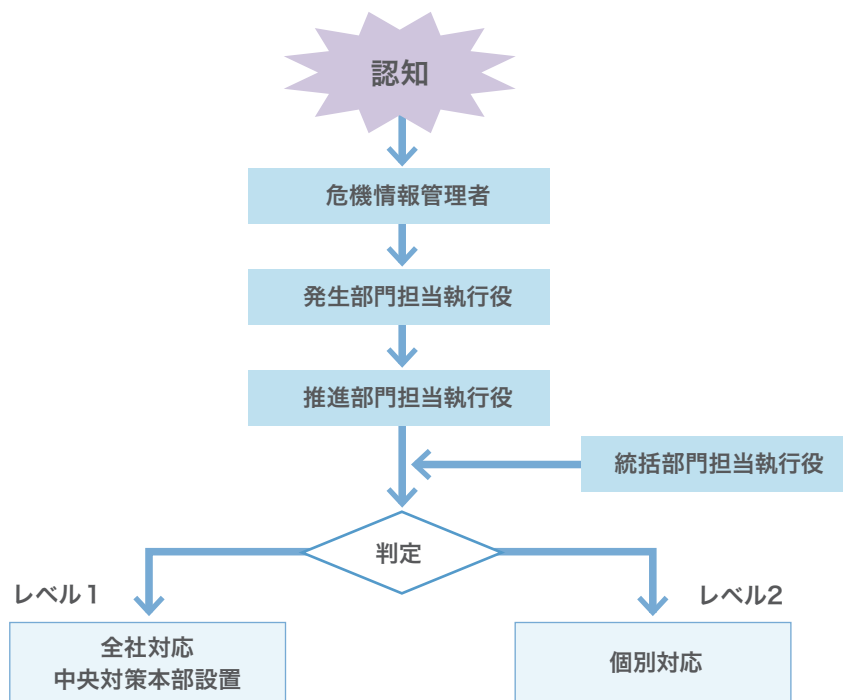 認知
危機情報管理者
発生部門担当執行役
推進部門担当執行役
統括部門担当執行役
判定
レベル1
レベル2
全社対応
中央対策本部設置
個別対応